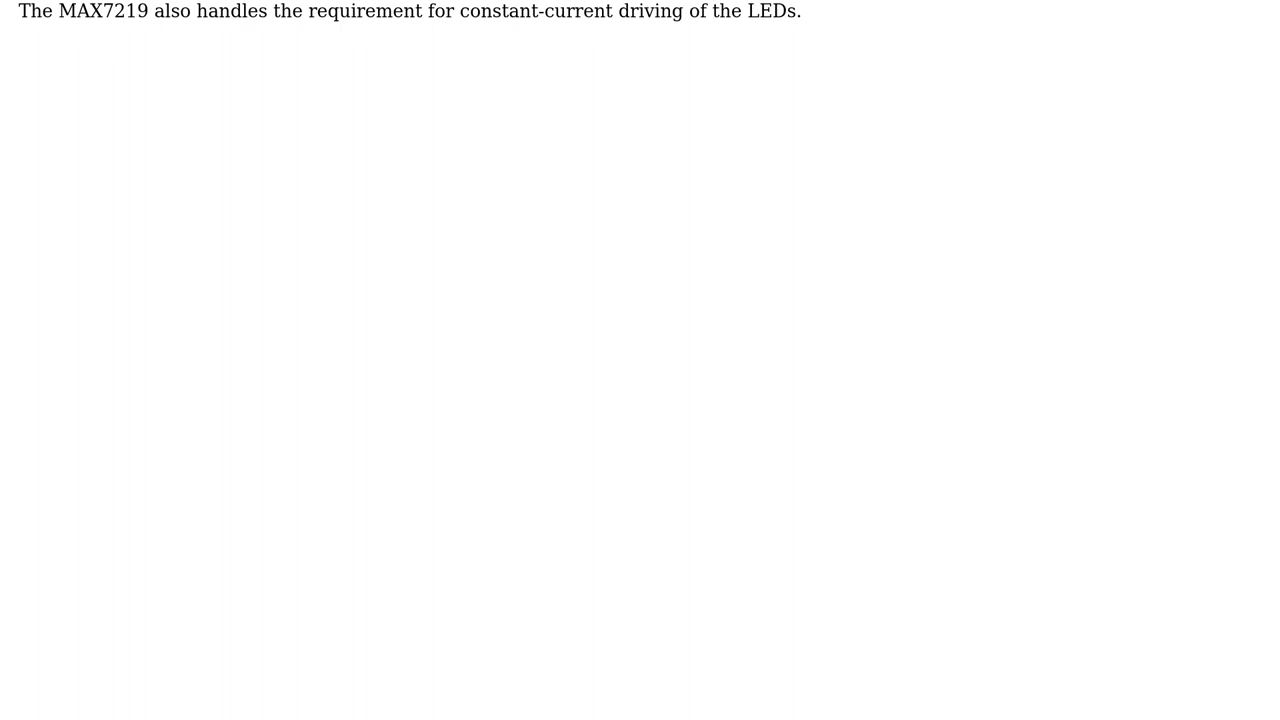 The MAX7219 also handles the requirement for constant-current driving of the LEDs.